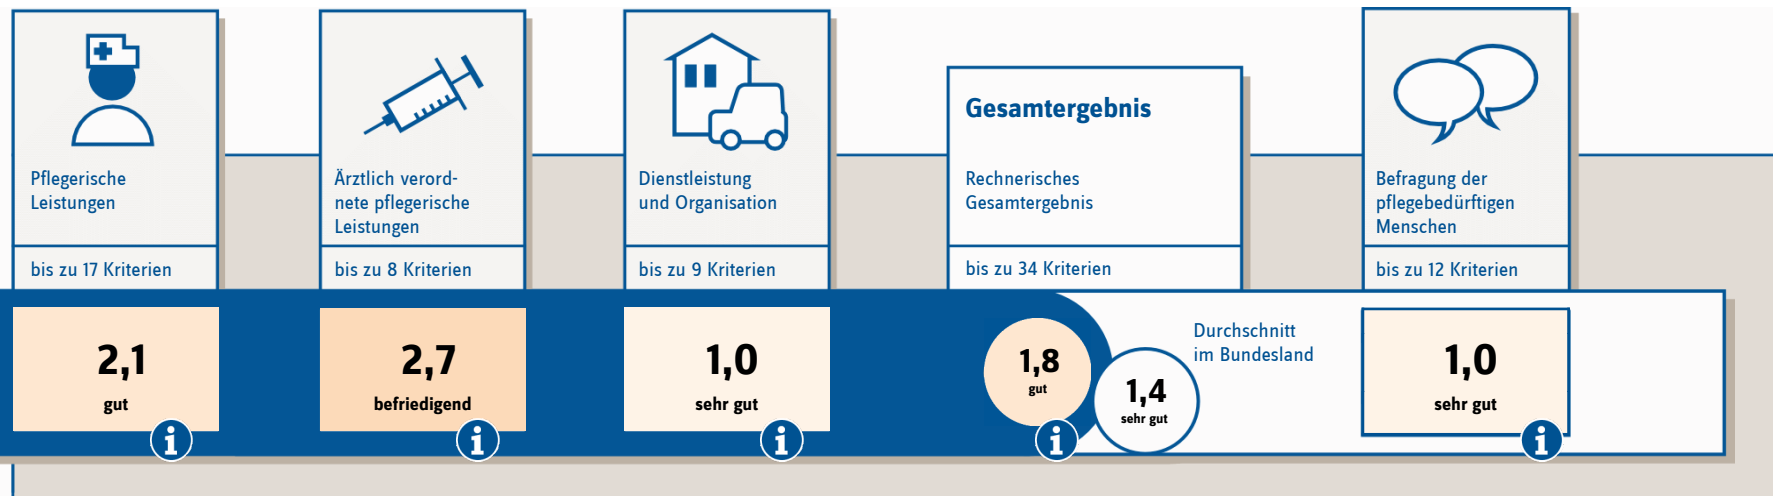 Pflegerische
Leistungen
bis zu 17 Kriterien
2,1
gut
i
Ärztlich verord-
nete pflegerische
Leistungen
bis zu 8 Kriterien
2,7
befriedigend
i
Dienstleistung
und Organisation
bis zu 9 Kriterien
1,0
sehr gut
i
Gesamtergebnis
Rechnerisches
Gesamtergebnis
bis zu 34 Kriterien
1,8
gut
i
1,4
sehr gut
Durchschnitt
im Bundesland
Befragung der
pflegebedürftigen
Menschen
bis zu 12 Kriterien
1,0
sehr gut
i